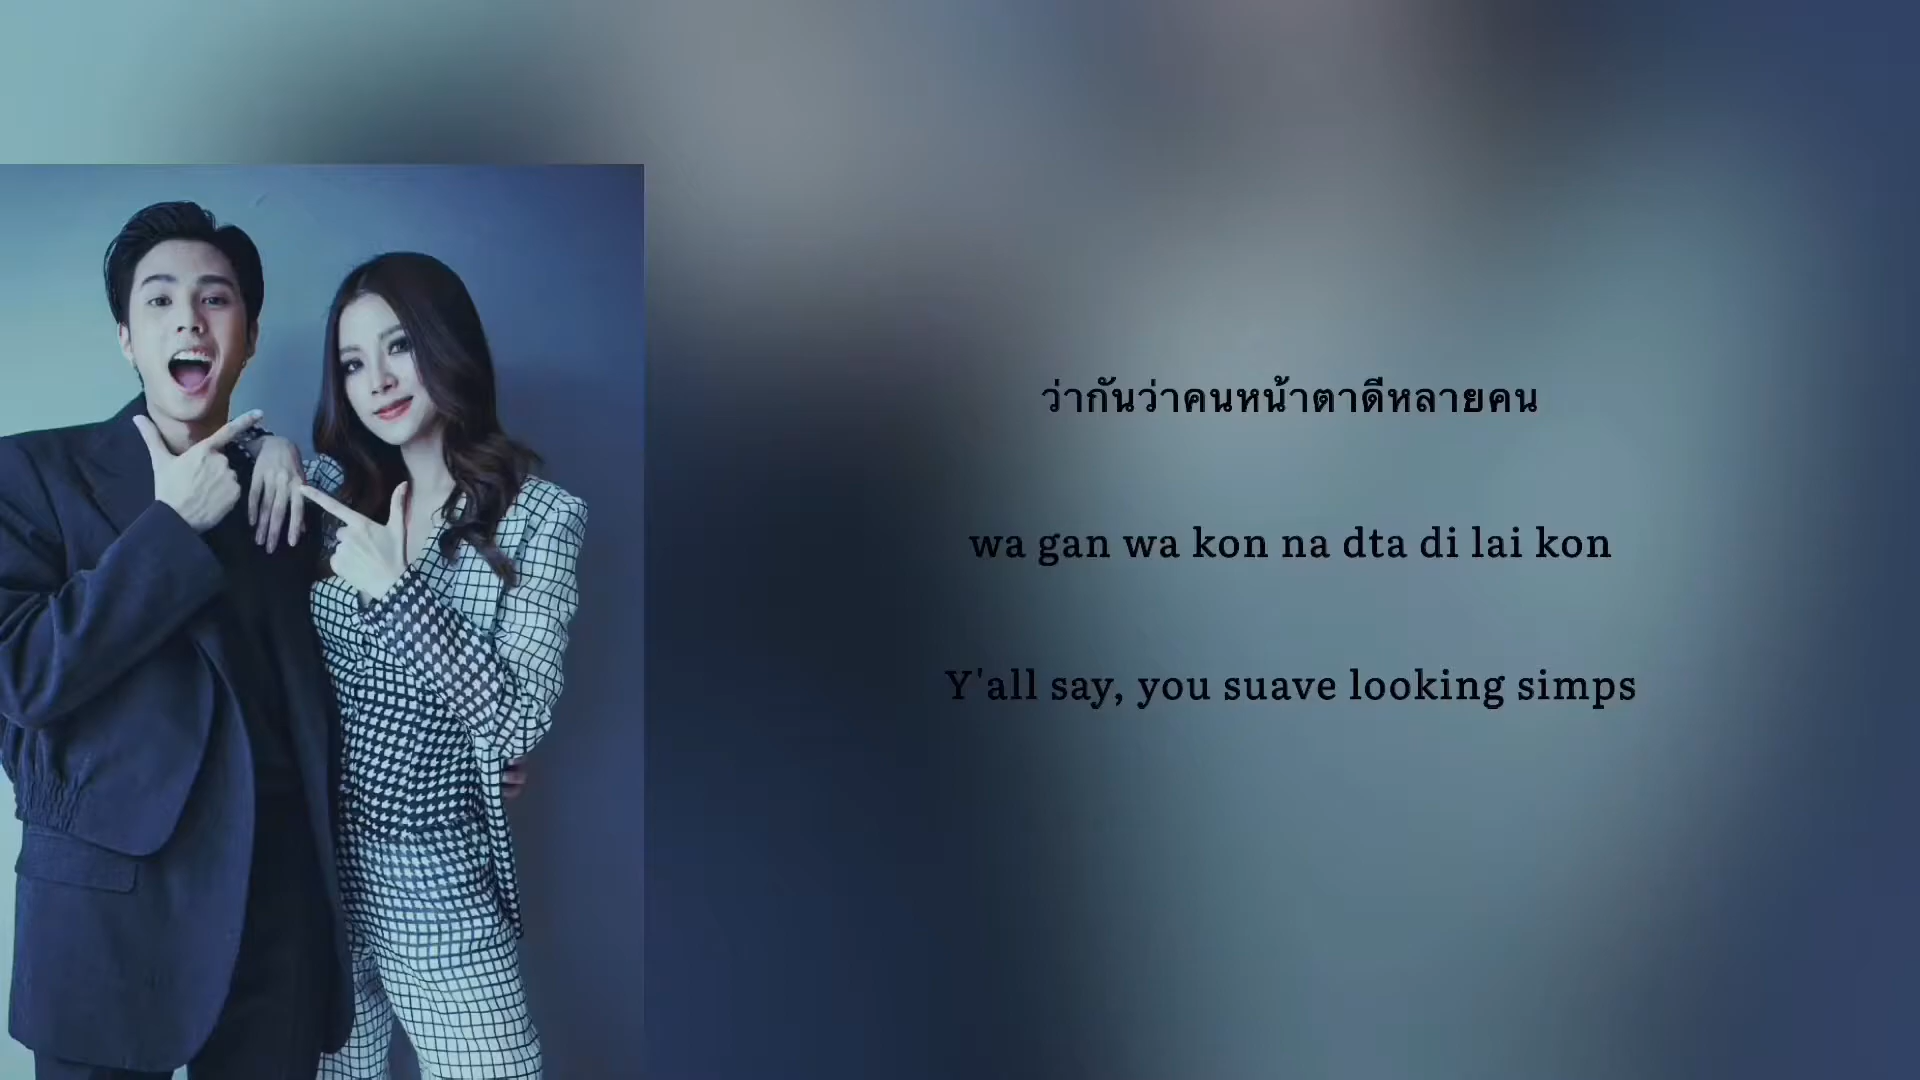 ว่ากันว่าคนหน้าตาดีหลายคน
wa gan wa kon na dta di lai kon
Y'all say, you suave looking simps